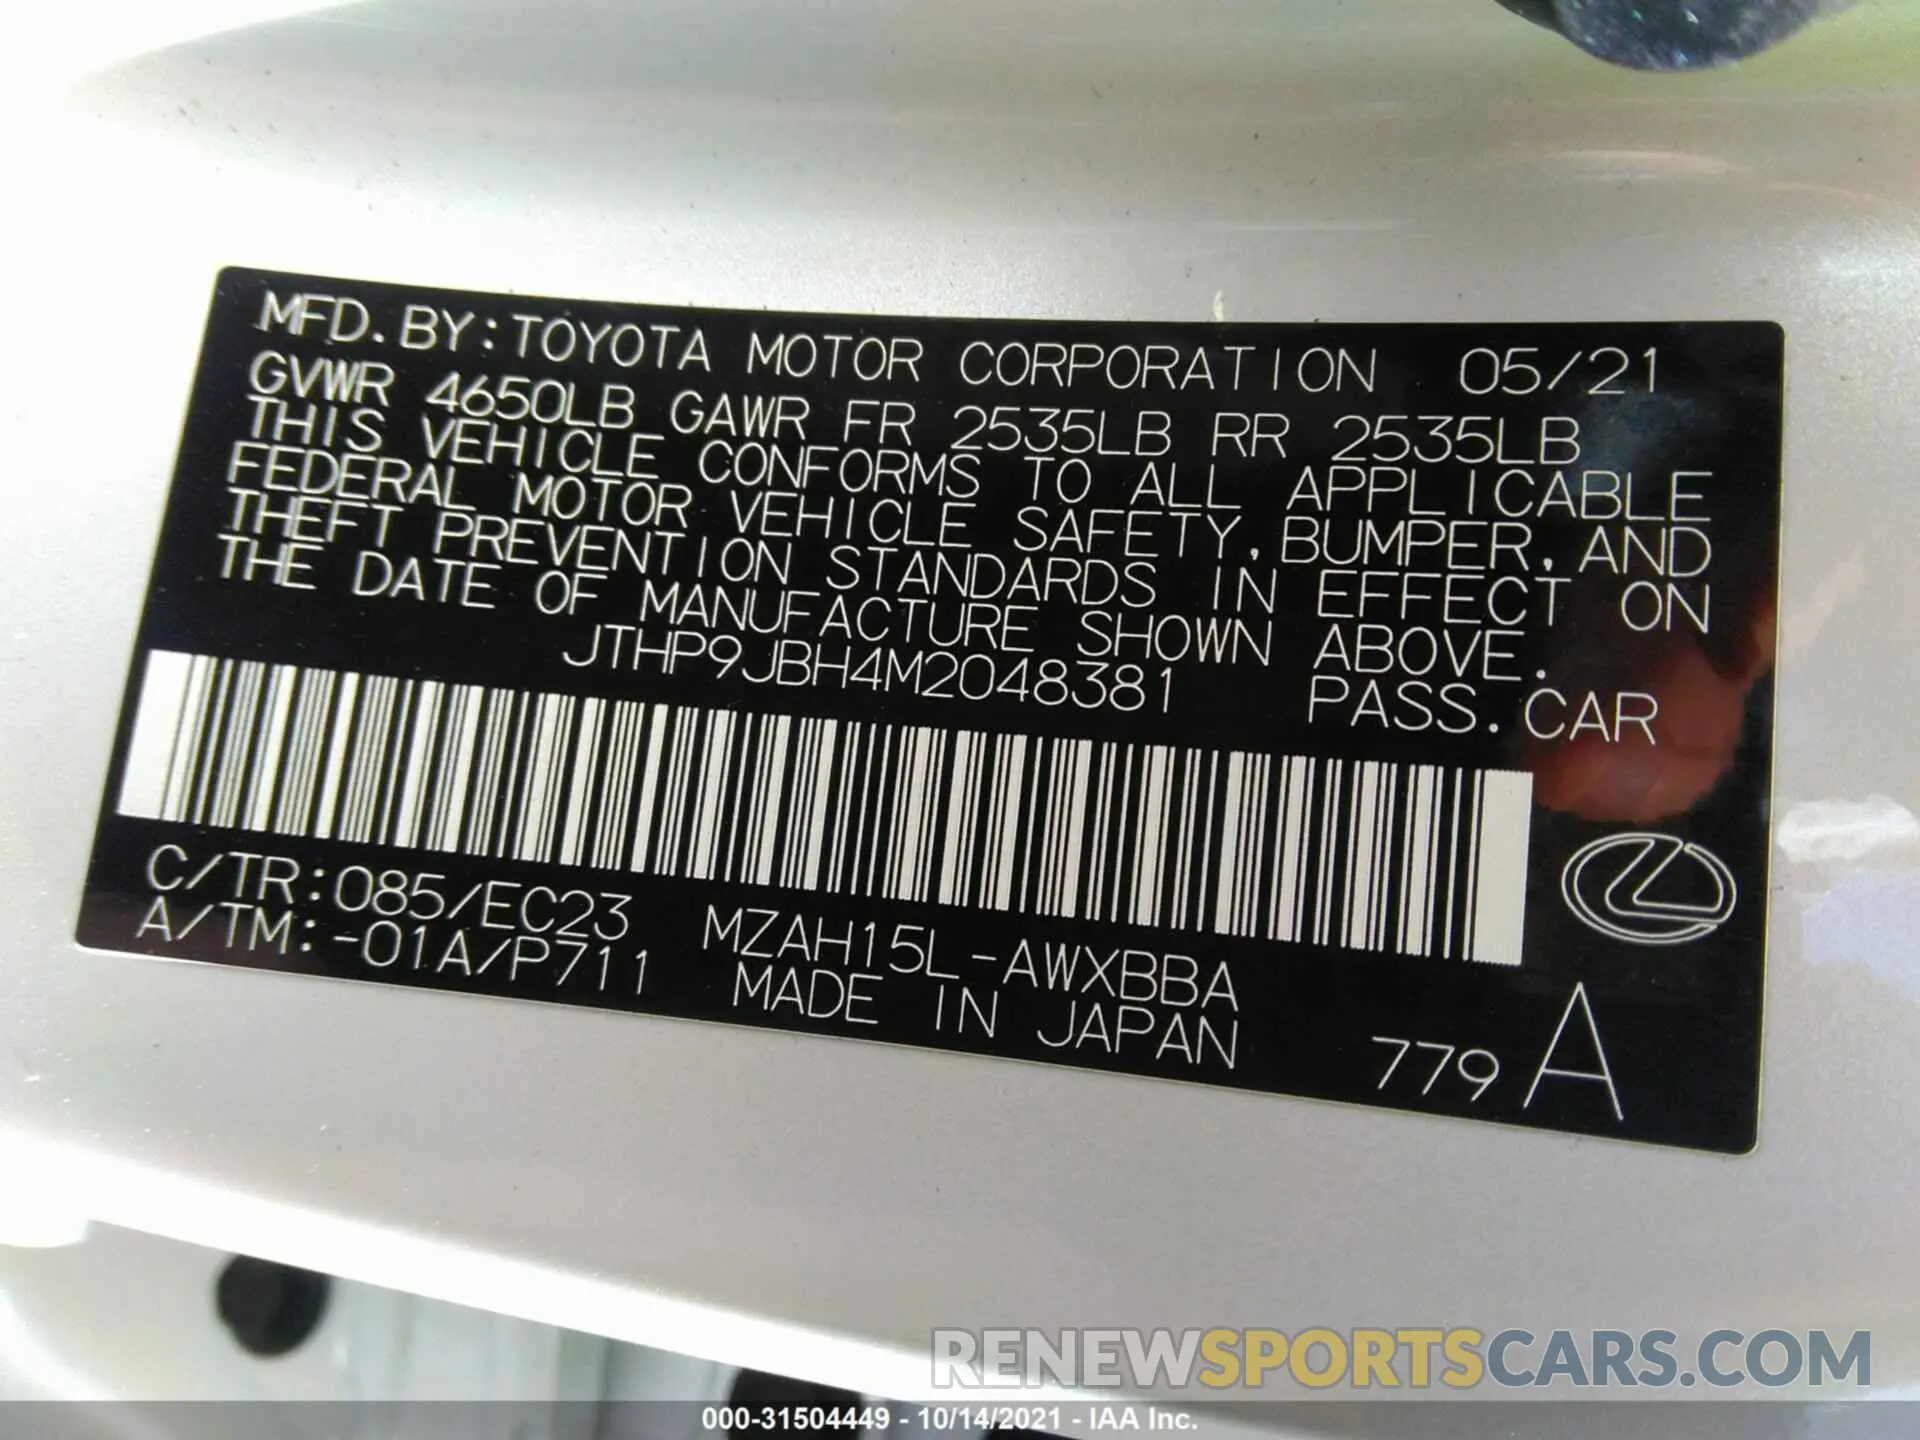 MFD. BY: TOYOTA MOTOR CORPORATION 05/21
GVWR 4650LB GAWR FR 2535LB RR 2535LB
THIS VEHICLE CONFORMS TO ALL APPLICABLE
FEDERAL MOTOR VEHICLE SAFETY, BUMPER, AND
THEFT PREVENTION STANDARDS IN EFFECT ON
THE DATE OF MANUFACTURE SHOWN ABOVE.
JTHP9JBH4M2048381 PASS. CAR
C/TR: 085/EC23 MZAH15L-AWXBBA
A/TM: -01A/P711 MADE IN JAPAN
779 A
RENEWSPORTSCARS.COM
000-31504449 - 10/14/2021 - IAA Inc.